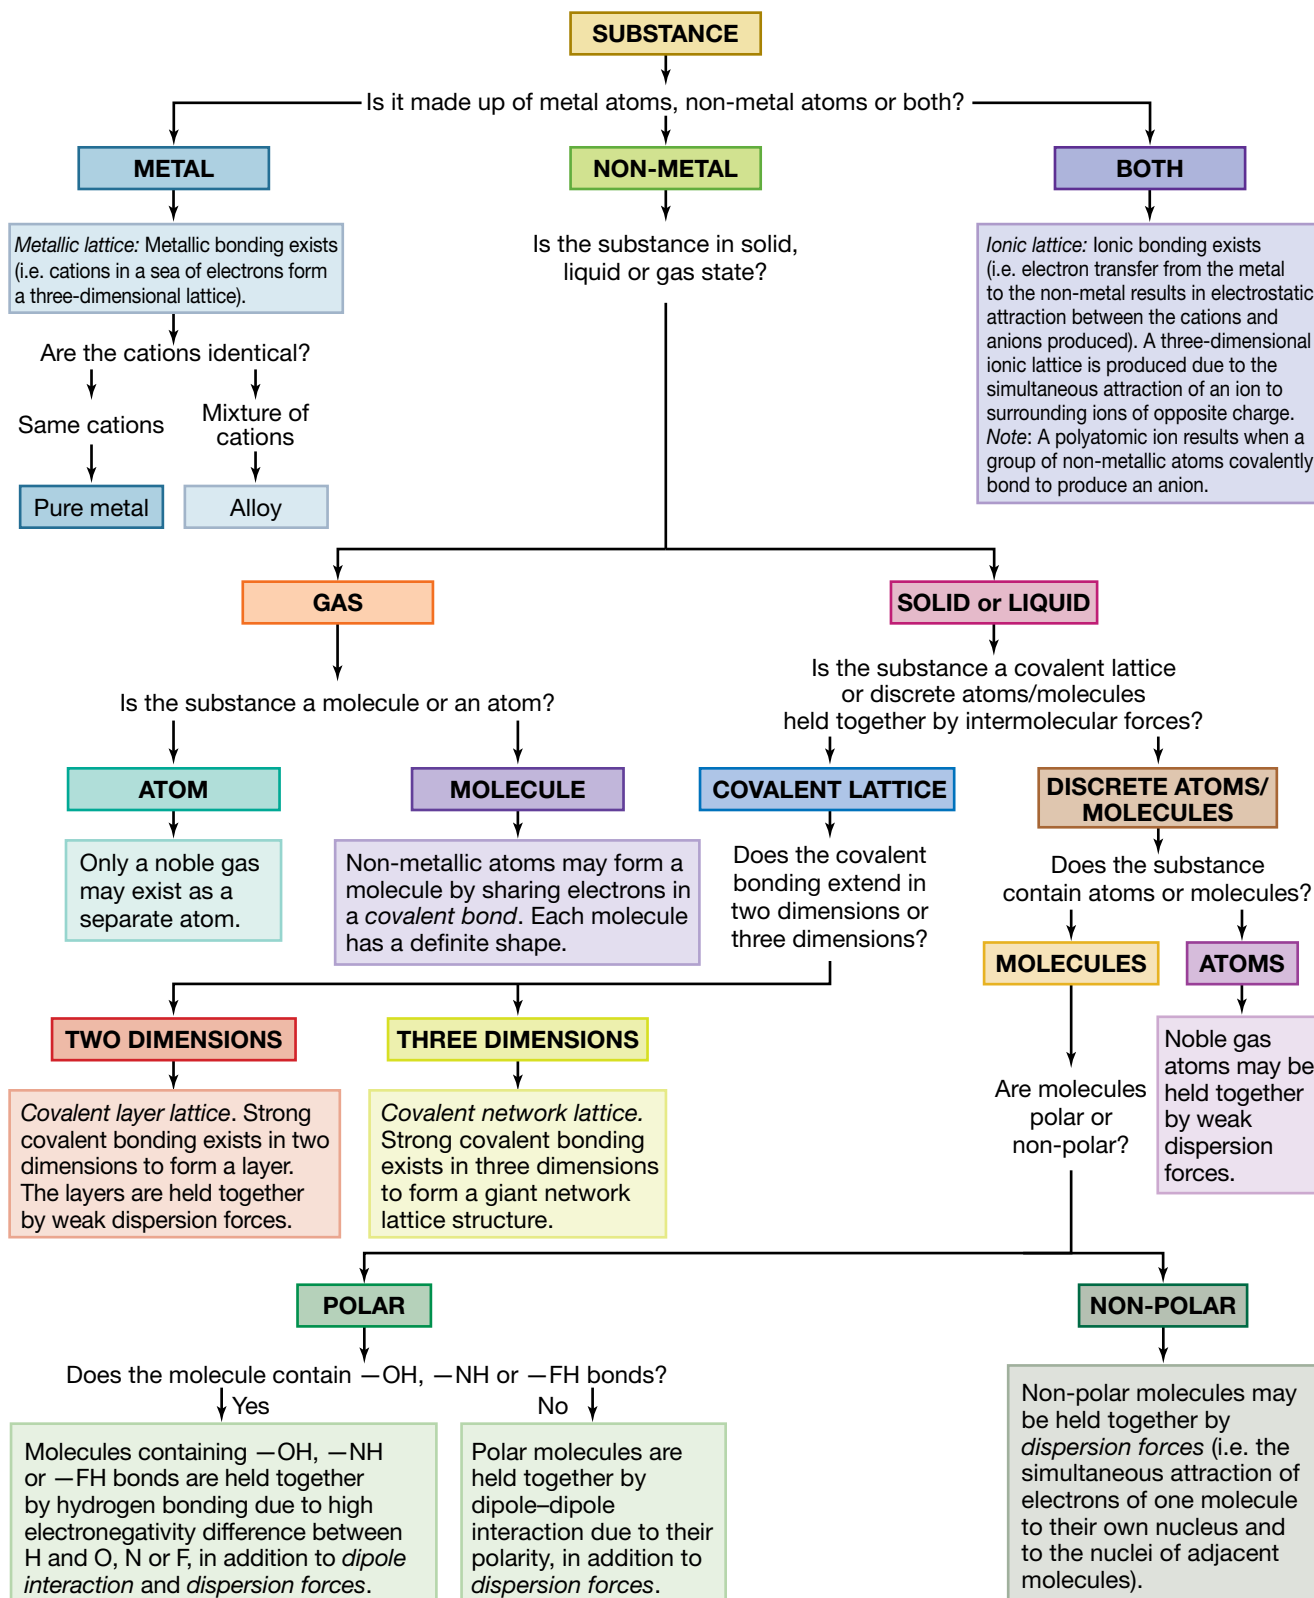 SUBSTANCE
Is it made up of metal atoms, non-metal atoms or both?
METAL
NON-METAL
BOTH
Metallic lattice: Metallic bonding exists
(i.e. cations in a sea of electrons form
a three-dimensional lattice).
Are the cations identical?
Same cations
Mixture of
cations
Pure metal
Alloy
Is the substance in solid,
liquid or gas state?
Ionic lattice: Ionic bonding exists
(i.e. electron transfer from the metal
to the non-metal results in electrostatic
attraction between the cations and
anions produced). A three-dimensional
ionic lattice is produced due to the
simultaneous attraction of an ion to
surrounding ions of opposite charge.
Note: A polyatomic ion results when a
group of non-metallic atoms covalently
bond to produce an anion.
GAS
SOLID or LIQUID
Is the substance a molecule or an atom?
Is the substance a covalent lattice
or discrete atoms/molecules
held together by intermolecular forces?
ATOM
MOLECULE
COVALENT LATTICE
DISCRETE ATOMS/
MOLECULES
Only a noble gas
may exist as a
separate atom.
Non-metallic atoms may form a
molecule by sharing electrons in
a covalent bond. Each molecule
has a definite shape.
Does the covalent
bonding extend in
two dimensions or
three dimensions?
Does the substance
contain atoms or molecules?
MOLECULES
ATOMS
TWO DIMENSIONS
THREE DIMENSIONS
Covalent layer lattice. Strong
covalent bonding exists in two
dimensions to form a layer.
The layers are held together
by weak dispersion forces.
Covalent network lattice.
Strong covalent bonding
exists in three dimensions
to form a giant network
lattice structure.
Are molecules
polar or
non-polar?
Noble gas
atoms may be
held together
by weak
dispersion
forces.
POLAR
NON-POLAR
Does the molecule contain —OH, —NH or —FH bonds?
Yes
No
Molecules containing —OH, —NH
or —FH bonds are held together
by hydrogen bonding due to high
electronegativity difference between
H and O, N or F, in addition to dipole
interaction and dispersion forces.
Polar molecules are
held together by
dipole–dipole
interaction due to their
polarity, in addition to
dispersion forces.
Non-polar molecules may
be held together by
dispersion forces (i.e. the
simultaneous attraction of
electrons of one molecule
to their own nucleus and
to the nuclei of adjacent
molecules).